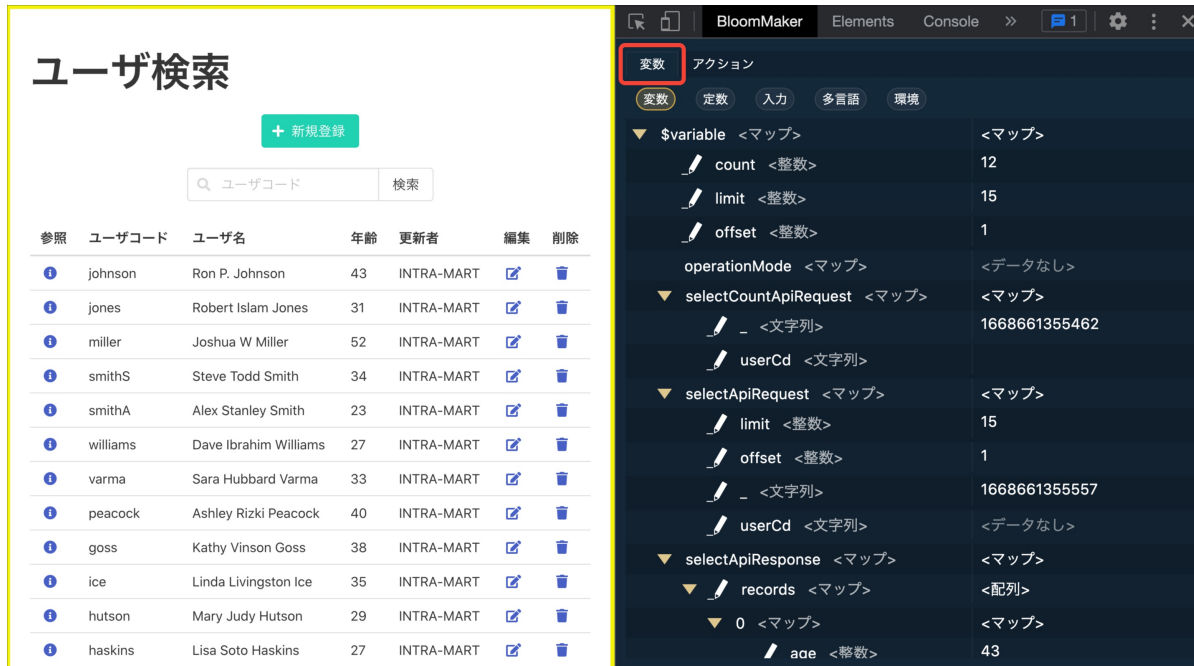 ユーザ検索
+ 新規登録
ユーザコード 検索
参照 ユーザコード ユーザ名 年齢 更新者 編集 削除
johnson Ron P. Johnson 43 INTRA-MART
jones Robert Islam Jones 31 INTRA-MART
miller Joshua W Miller 52 INTRA-MART
smithS Steve Todd Smith 34 INTRA-MART
smithA Alex Stanley Smith 23 INTRA-MART
williams Dave Ibrahim Williams 27 INTRA-MART
varma Sara Hubbard Varma 33 INTRA-MART
peacock Ashley Rizki Peacock 40 INTRA-MART
goss Kathy Vinson Goss 38 INTRA-MART
ice Linda Livingston Ice 35 INTRA-MART
hutson Mary Judy Hutson 29 INTRA-MART
haskins Lisa Soto Haskins 27 INTRA-MART
BloomMaker Elements Console » 1
変数 アクション
変数 定数 入力 多言語 環境
$variable <マップ> <マップ>
count <整数> 12
limit <整数> 15
offset <整数> 1
operationMode <マップ> <データなし>
selectCountApiRequest <マップ> <マップ>
_ <文字列> 1668661355462
userCd <文字列>
selectApiRequest <マップ> <マップ>
limit <整数> 15
offset <整数> 1
_ <文字列> 1668661355557
userCd <文字列> <データなし>
selectApiResponse <マップ> <マップ>
records <マップ> <配列>
0 <マップ> <マップ>
age <整数> 43